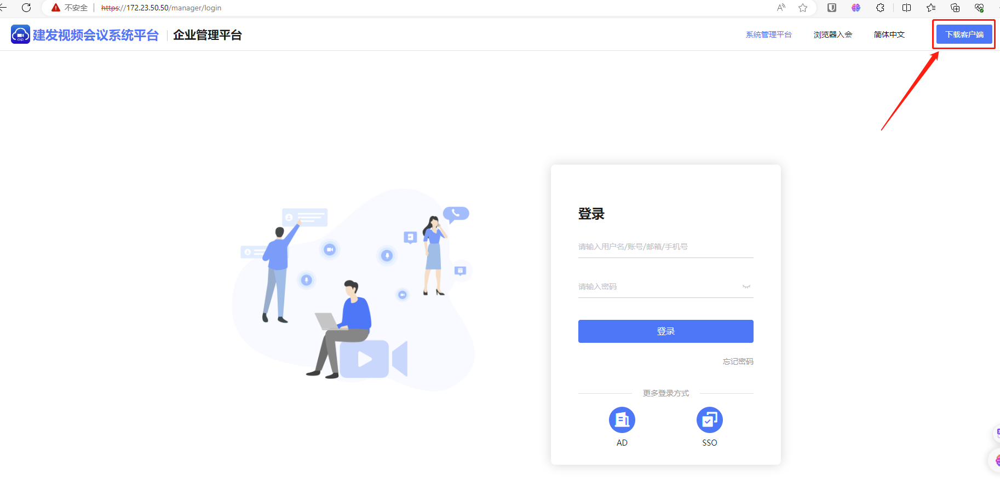 不安全 https://172.23.50.50/manager/login
建发视频会议系统平台 企业管理平台 系统管理平台 浏览器入会 简体中文 下载客户端
登录
请输入用户名/账号/邮箱/手机号
请输入密码
登录
忘记密码
更多登录方式
AD SSO